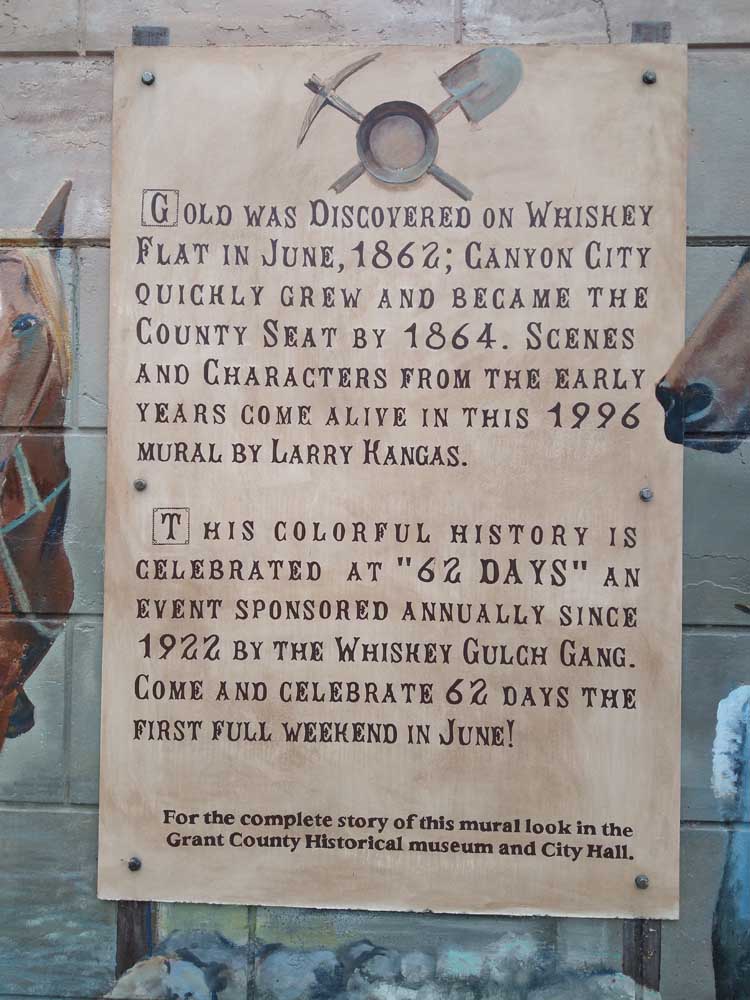 Gold was Discovered on Whiskey
Flat in June, 1862; Canyon City
quickly grew and became the
County Seat by 1864. Scenes
and Characters from the early
years come alive in this 1996
mural by Larry Kangas.
This colorful history is
celebrated at "62 DAYS" an
event sponsored annually since
1922 by the Whiskey Gulch Gang.
Come and celebrate 62 days the
first full weekend in June!
For the complete story of this mural look in the
Grant County Historical museum and City Hall.